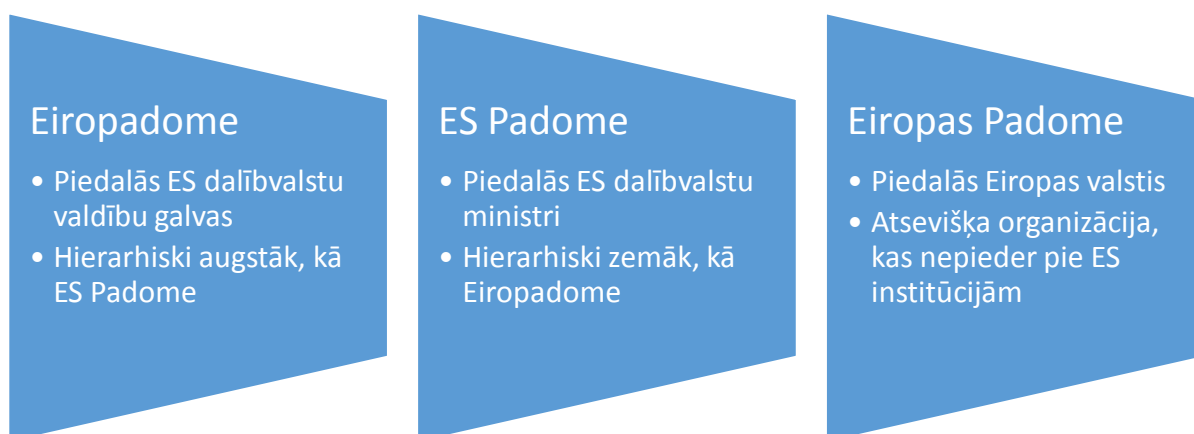 Eiropadome
• Piedalās ES dalībvalstu
valdību galvas
• Hierarhiski augstāk, kā
ES Padome
ES Padome
• Piedalās ES dalībvalstu
ministri
• Hierarhiski zemāk, kā
Eiropadome
Eiropas Padome
• Piedalās Eiropas valstis
• Atsevišķa organizācija,
kas nepieder pie ES
institūcijām